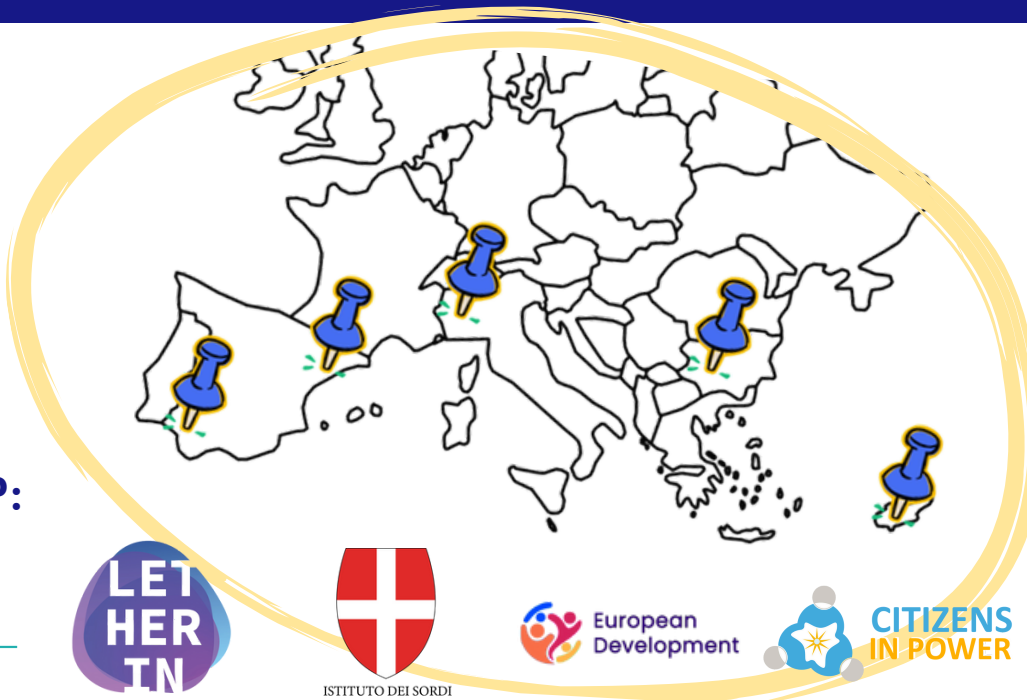 P:
LET
HER
IN
ISTITUTO DEI SORDI
European
Development
CITIZENS
IN POWER